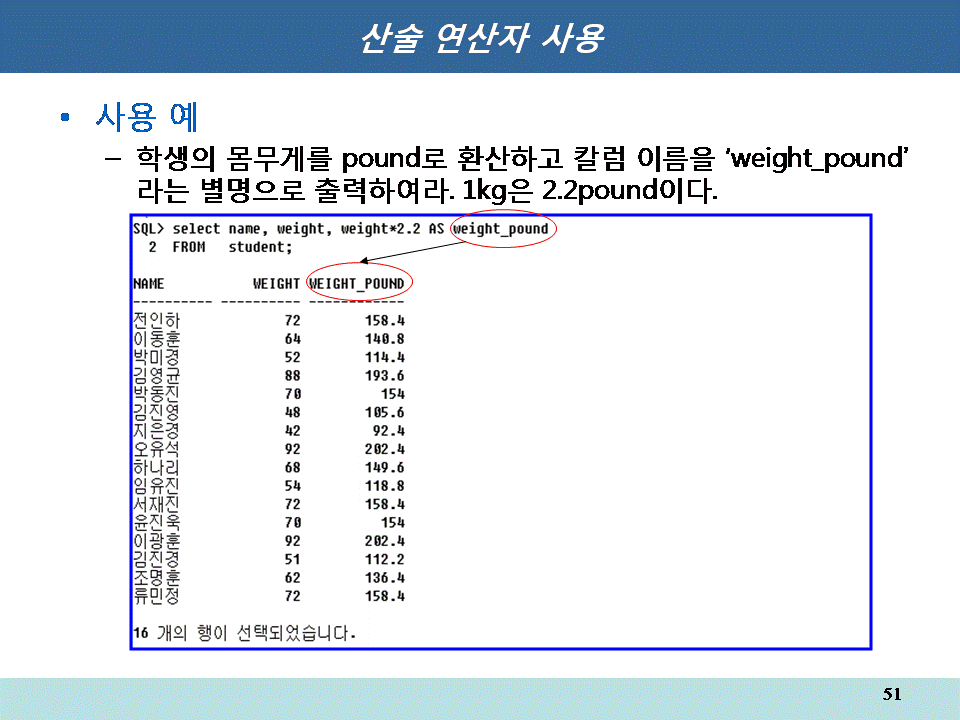 산술 연산자 사용
• 사용 예
– 학생의 몸무게를 pound로 환산하고 칼럼 이름을 ‘weight_pound’
라는 별명으로 출력하여라. 1kg은 2.2pound이다.
SQL> select name, weight, weight*2.2 AS weight_pound
2 FROM student;
NAME WEIGHT WEIGHT_POUND
---------- ---------- ------------
전인하 72 158.4
이동훈 64 140.8
박미경 52 114.4
김영균 88 193.6
박동진 70 154
김진영 48 105.6
지은경 42 92.4
오유석 92 202.4
하나리 68 149.6
임유진 54 118.8
서재진 72 158.4
윤진욱 70 154
이광훈 92 202.4
김진경 51 112.2
조명훈 62 136.4
류민정 72 158.4
16 개의 행이 선택되었습니다.
51